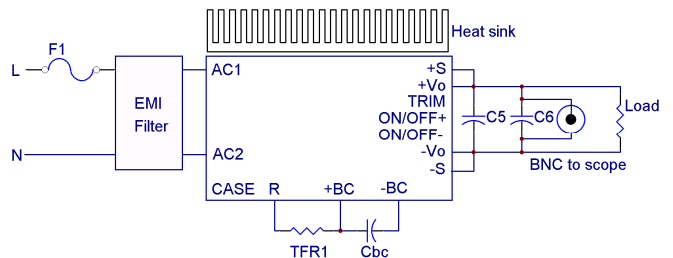 Heat sink
F1
L
AC1
+S
+Vo
TRIM
ON/OFF+
ON/OFF-
-Vo
-S
C5
C6
Load
EMI
Filter
N
AC2
BNC to scope
CASE
R
+BC
-BC
TFR1
Cbc